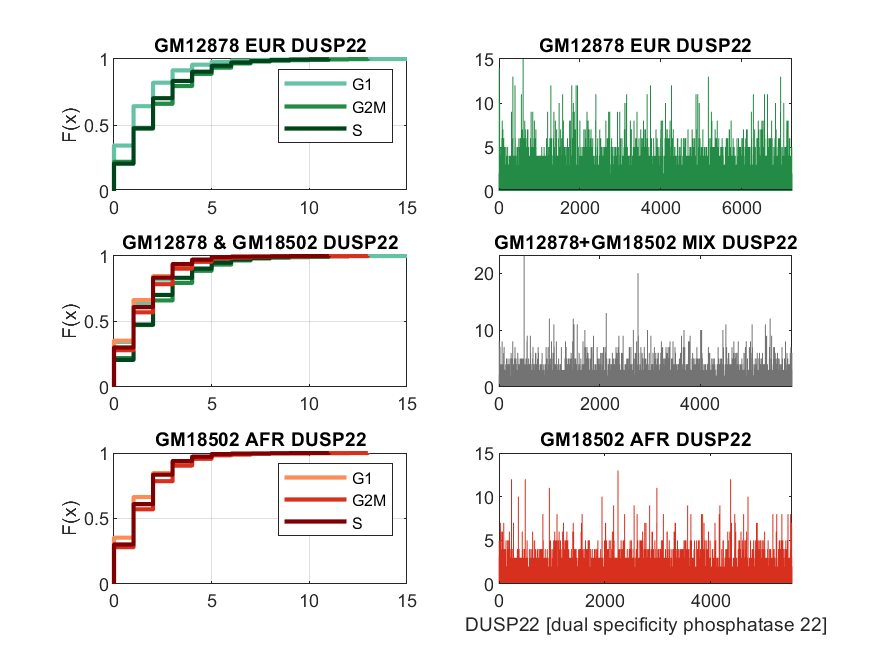 GM12878 EUR DUSP22
1
0.5
0
F(x)
0 5 10 15
G1
G2M
S
GM12878 EUR DUSP22
15
10
5
0
0 2000 4000 6000
GM12878 & GM18502 DUSP22
1
0.5
0
F(x)
0 5 10 15
GM12878+GM18502 MIX DUSP22
20
10
0
0 2000 4000
GM18502 AFR DUSP22
1
0.5
0
F(x)
0 5 10 15
G1
G2M
S
GM18502 AFR DUSP22
15
10
5
0
0 2000 4000
DUSP22 [dual specificity phosphatase 22]